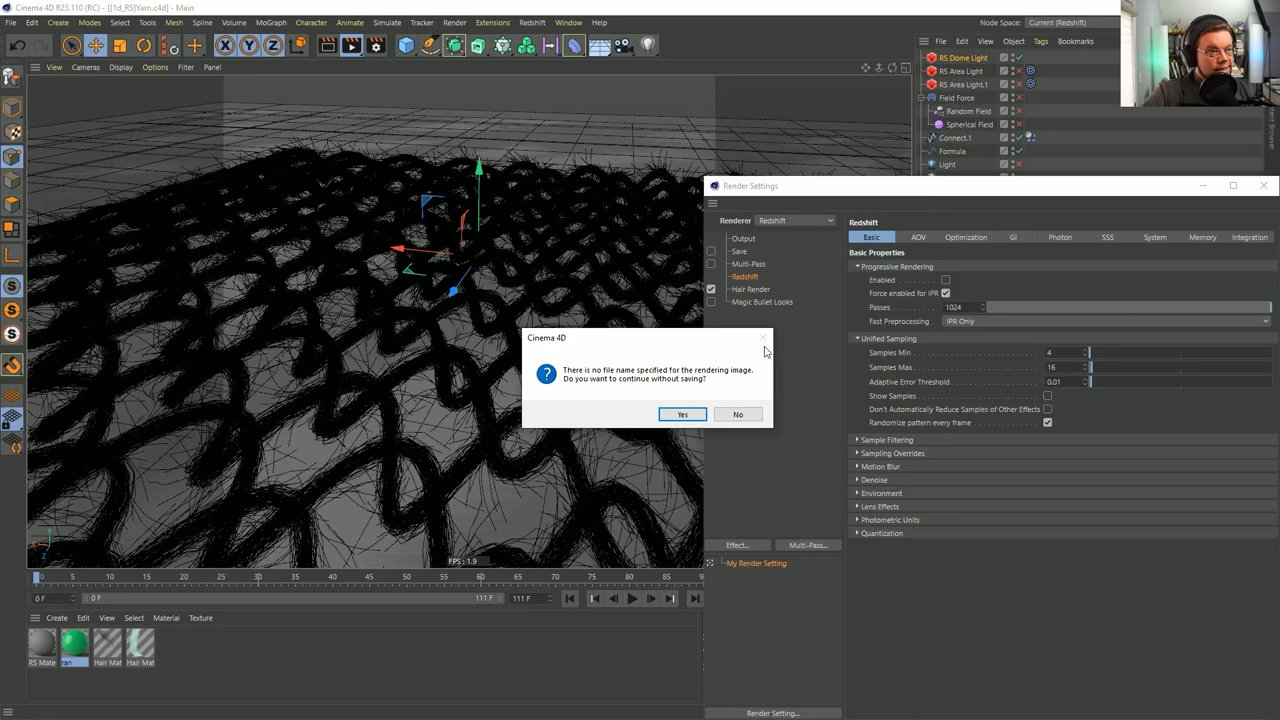 Cinema 4D R23.110 (RC) - [[1d_RS]Yarn.c4d] - Main
File Edit Create Modes Select Tools Mesh Spline Volume MoGraph Character Animate Simulate Tracker Render Extensions Redshift Window Help
Node Space: Current (Redshift)
File Edit View Object Tags Bookmarks
View Cameras Display Options Filter Panel
RS Dome Light
RS Area Light
RS Area Light.1
Field Force
Random Field
Spherical Field
Connect.1
Formula
Light
Render Settings
Renderer Redshift
Output
Save
Multi-Pass
Redshift
Hair Render
Magic Bullet Looks
Redshift
Basic AOV Optimization GI Photon SSS System Memory Integration
Basic Properties
Progressive Rendering
Enabled
Force enabled for IPR
Passes 1024
Fast Preprocessing IPR Only
Unified Sampling
Samples Min 4
Samples Max 16
Adaptive Error Threshold 0.01
Show Samples
Don't Automatically Reduce Samples of Other Effects
Randomize pattern every frame
Sample Filtering
Sampling Overrides
Motion Blur
Denoise
Environment
Lens Effects
Photometric Units
Quantization
Cinema 4D
There is no file name specified for the rendering image.
Do you want to continue without saving?
Yes No
Effect... Multi-Pass...
My Render Setting
Render Setting...
FPS : 1.9
0 5 10 15 20 25 30 35 40 45 50 55 60 65 70 75 80 85 90
0 F 0 F 111 F 111 F
Create Edit View Select Material Texture
RS Mate ran Hair Mat Hair Mat
X Y Z